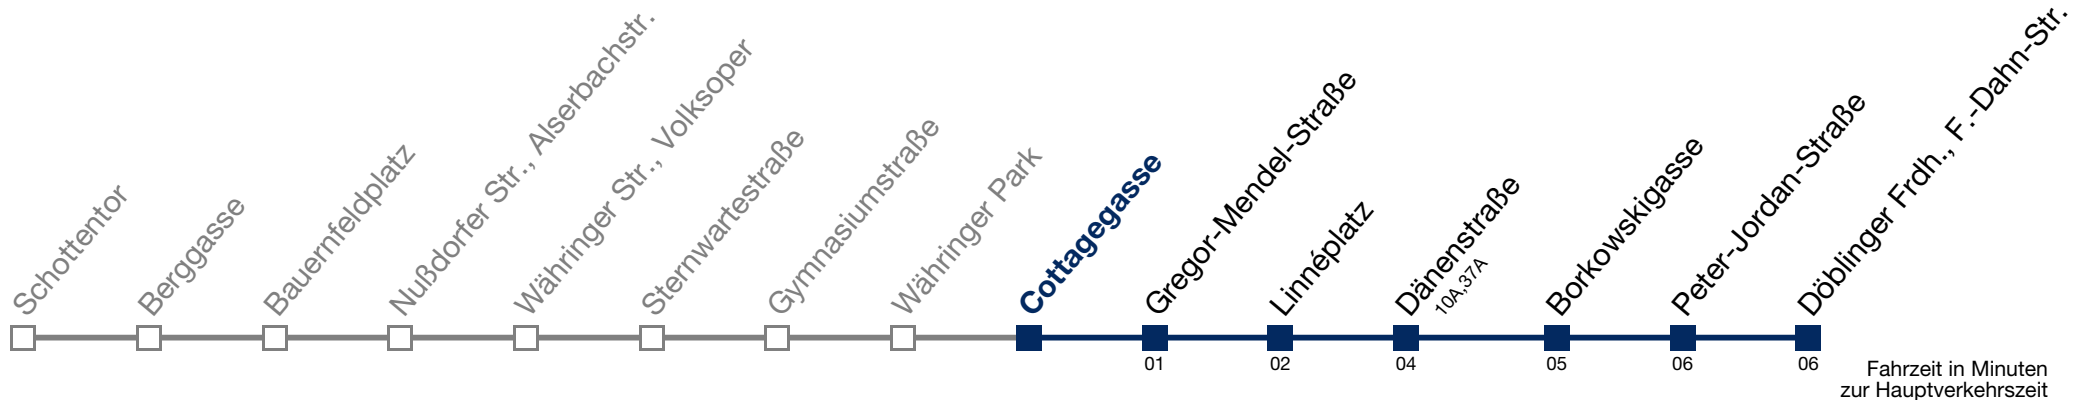 Schottentor
Berggasse
Bauernfeldplatz
Nußdorfer Str., Alserbachstr.
Währinger Str., Volksoper
Sternwartestraße
Gymnasiumstraße
Währinger Park
Cottagegasse
Gregor-Mendel-Straße
Linnéplatz
Dänenstraße
10A,37A
Borkowskigasse
Peter-Jordan-Straße
Döblinger Frdh., F.-Dahn-Str.
01 02 04 05 06 06
Fahrzeit in Minuten
zur Hauptverkehrszeit